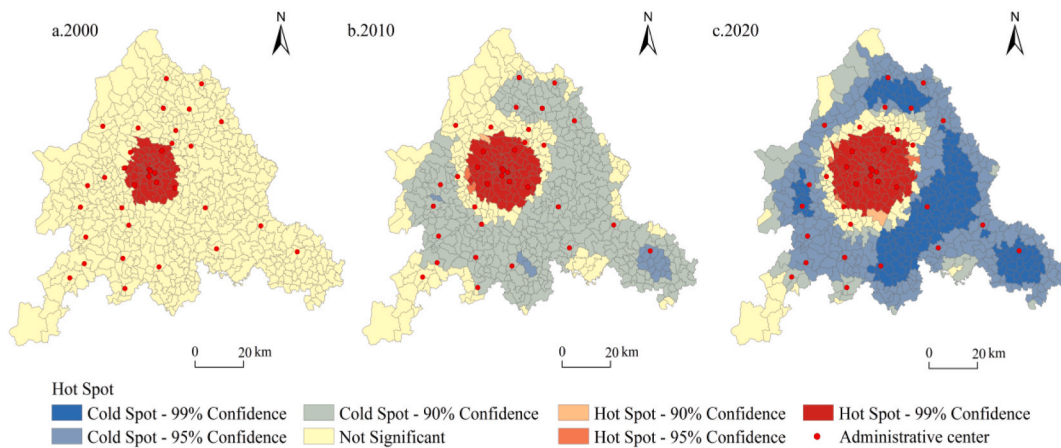 a.2000
N
b.2010
N
c.2020
N
0 20 km
0 20 km
0 20 km
Hot Spot
Cold Spot - 99% Confidence
Cold Spot - 90% Confidence
Hot Spot - 90% Confidence
Hot Spot - 99% Confidence
Cold Spot - 95% Confidence
Not Significant
Hot Spot - 95% Confidence
Administrative center